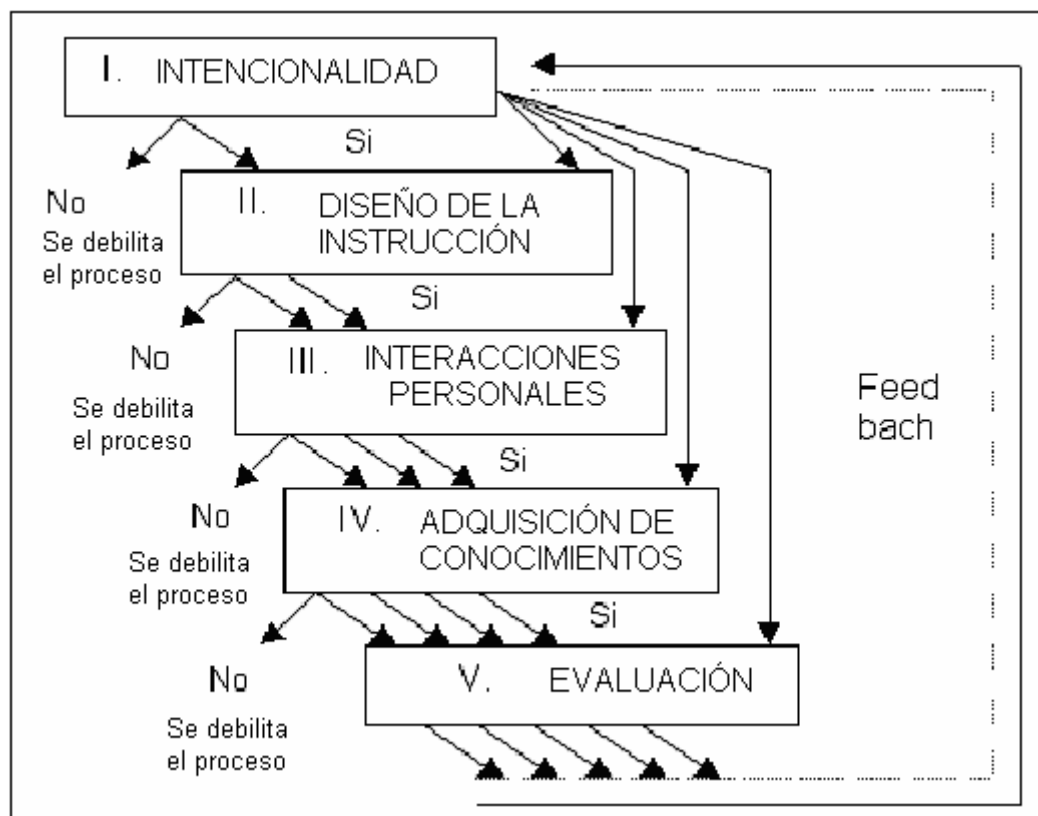 I. INTENCIONALIDAD
Si
No
Se debilita
el proceso
II. DISEÑO DE LA
INSTRUCCIÓN
Si
No
Se debilita
el proceso
III. INTERACCIONES
PERSONALES
Feed
bach
Si
No
Se debilita
el proceso
IV. ADQUISICIÓN DE
CONOCIMIENTOS
Si
No
Se debilita
el proceso
V. EVALUACIÓN